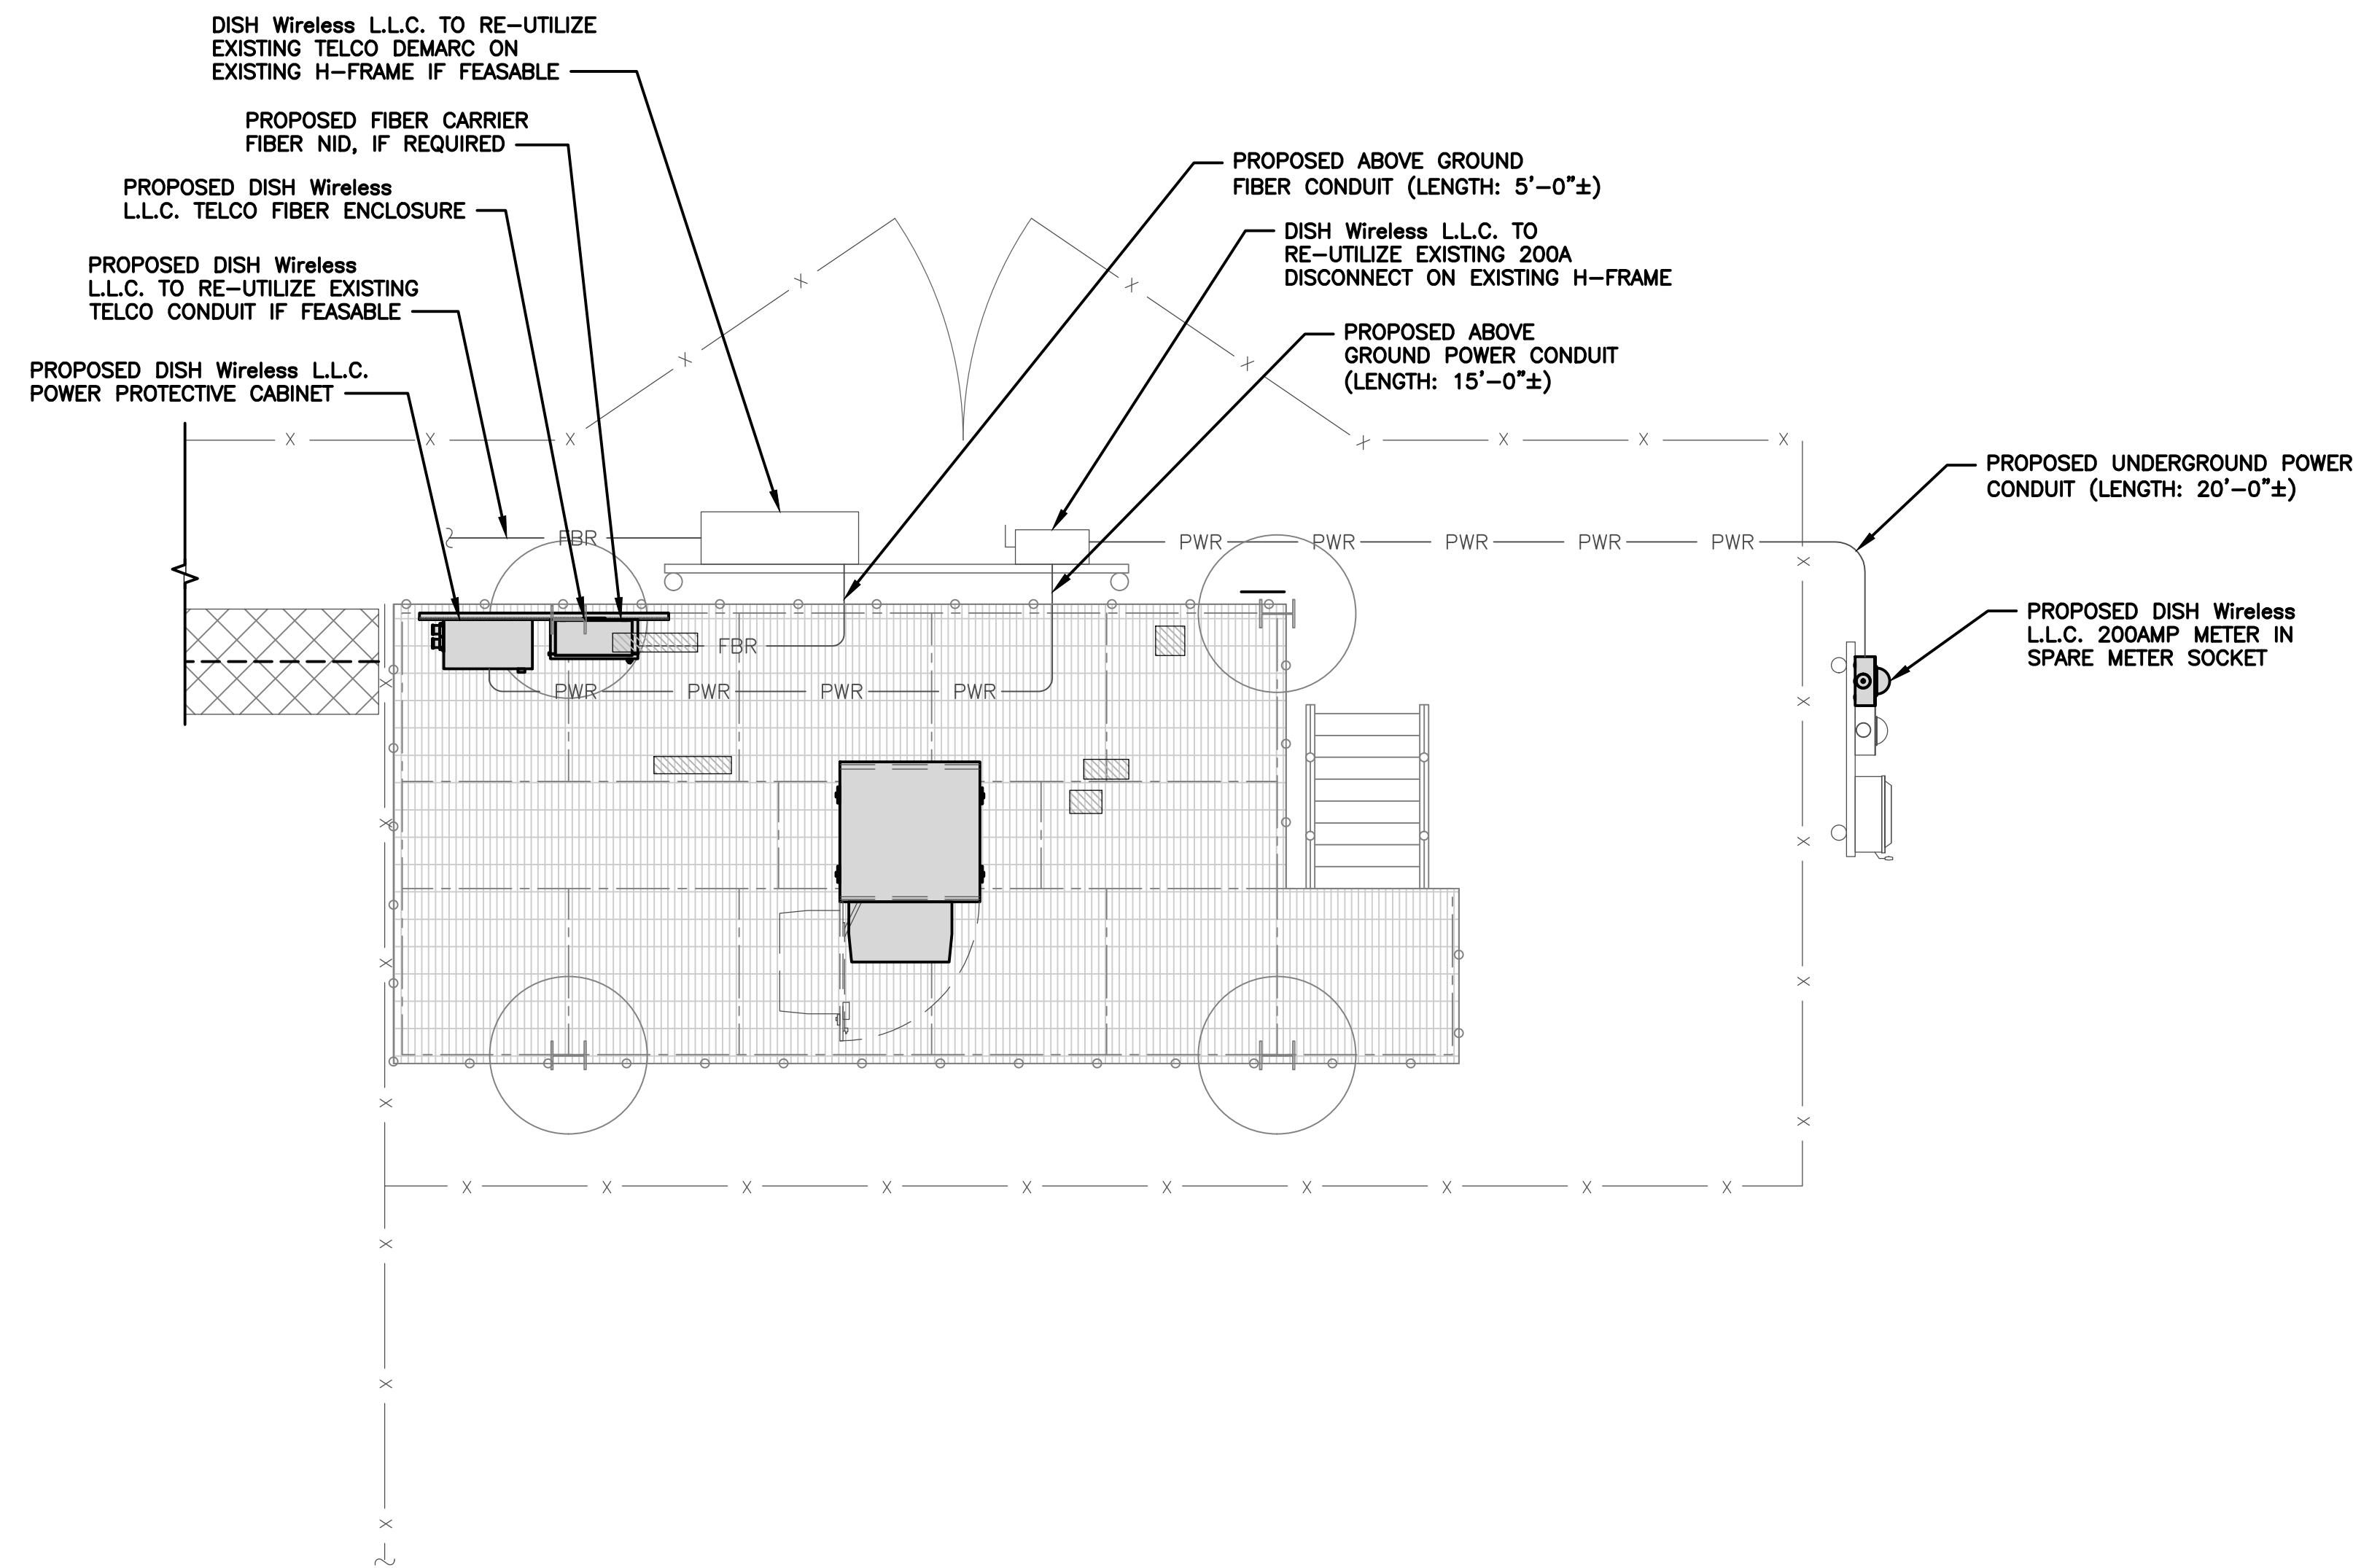 DISH Wireless L.L.C. TO RE-UTILIZE
EXISTING TELCO DEMARC ON
EXISTING H-FRAME IF FEASABLE
PROPOSED FIBER CARRIER
FIBER NID, IF REQUIRED
PROPOSED DISH Wireless
L.L.C. TELCO FIBER ENCLOSURE
PROPOSED DISH Wireless
L.L.C. TO RE-UTILIZE EXISTING
TELCO CONDUIT IF FEASABLE
PROPOSED DISH Wireless L.L.C.
POWER PROTECTIVE CABINET
PROPOSED ABOVE GROUND
FIBER CONDUIT (LENGTH: 5'-0"±)
DISH Wireless L.L.C. TO
RE-UTILIZE EXISTING 200A
DISCONNECT ON EXISTING H-FRAME
PROPOSED ABOVE
GROUND POWER CONDUIT
(LENGTH: 15'-0"±)
PROPOSED UNDERGROUND POWER
CONDUIT (LENGTH: 20'-0"±)
PROPOSED DISH Wireless
L.L.C. 200AMP METER IN
SPARE METER SOCKET
FBR
PWR PWR PWR PWR PWR
FBR
PWR PWR PWR PWR